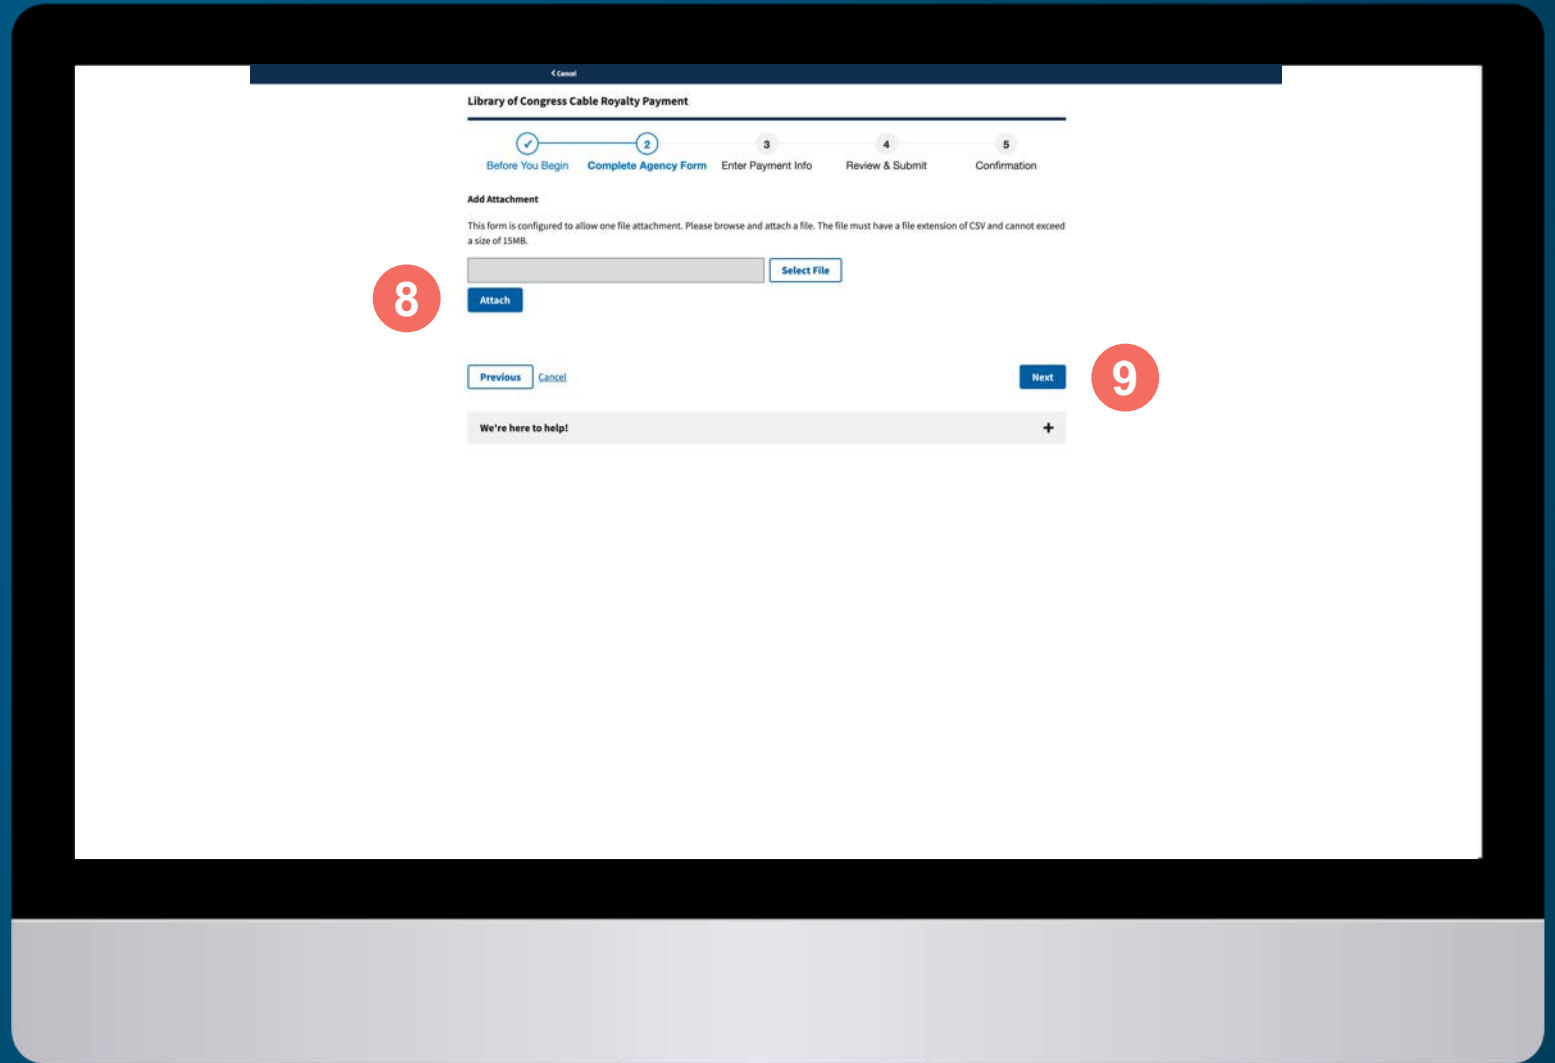 Cancel
Library of Congress Cable Royalty Payment
2 3 4 5
Before You Begin Complete Agency Form Enter Payment Info Review & Submit Confirmation
Add Attachment
This form is configured to allow one file attachment. Please browse and attach a file. The file must have a file extension of CSV and cannot exceed
a size of 15MB.
Select File
8 Attach
Previous Cancel Next 9
We're here to help! +